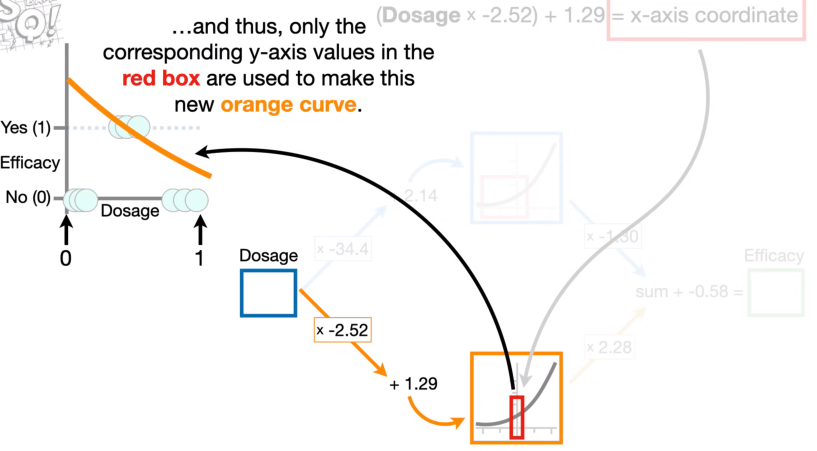 (Dosage x -2.52) + 1.29 = x-axis coordinate
SQ!
…and thus, only the
corresponding y-axis values in the
red box are used to make this
new orange curve.
Yes (1)
Efficacy
No (0)
Dosage
0
1
Dosage
x -34.4
2.14
x -1.30
Efficacy
sum + -0.58 =
x -2.52
x 2.28
+ 1.29